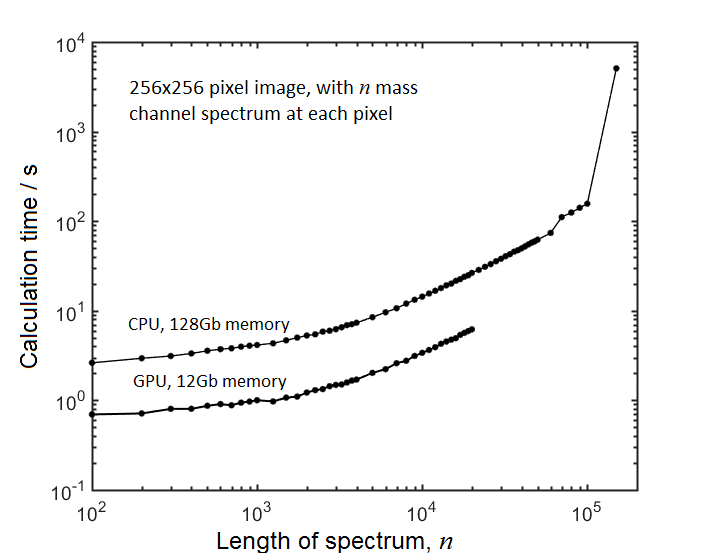 10^4
256x256 pixel image, with n mass
channel spectrum at each pixel
10^3
10^2
10^1
CPU, 128Gb memory
GPU, 12Gb memory
10^0
10^-1
Calculation time / s
10^2 10^3 10^4 10^5
Length of spectrum, n